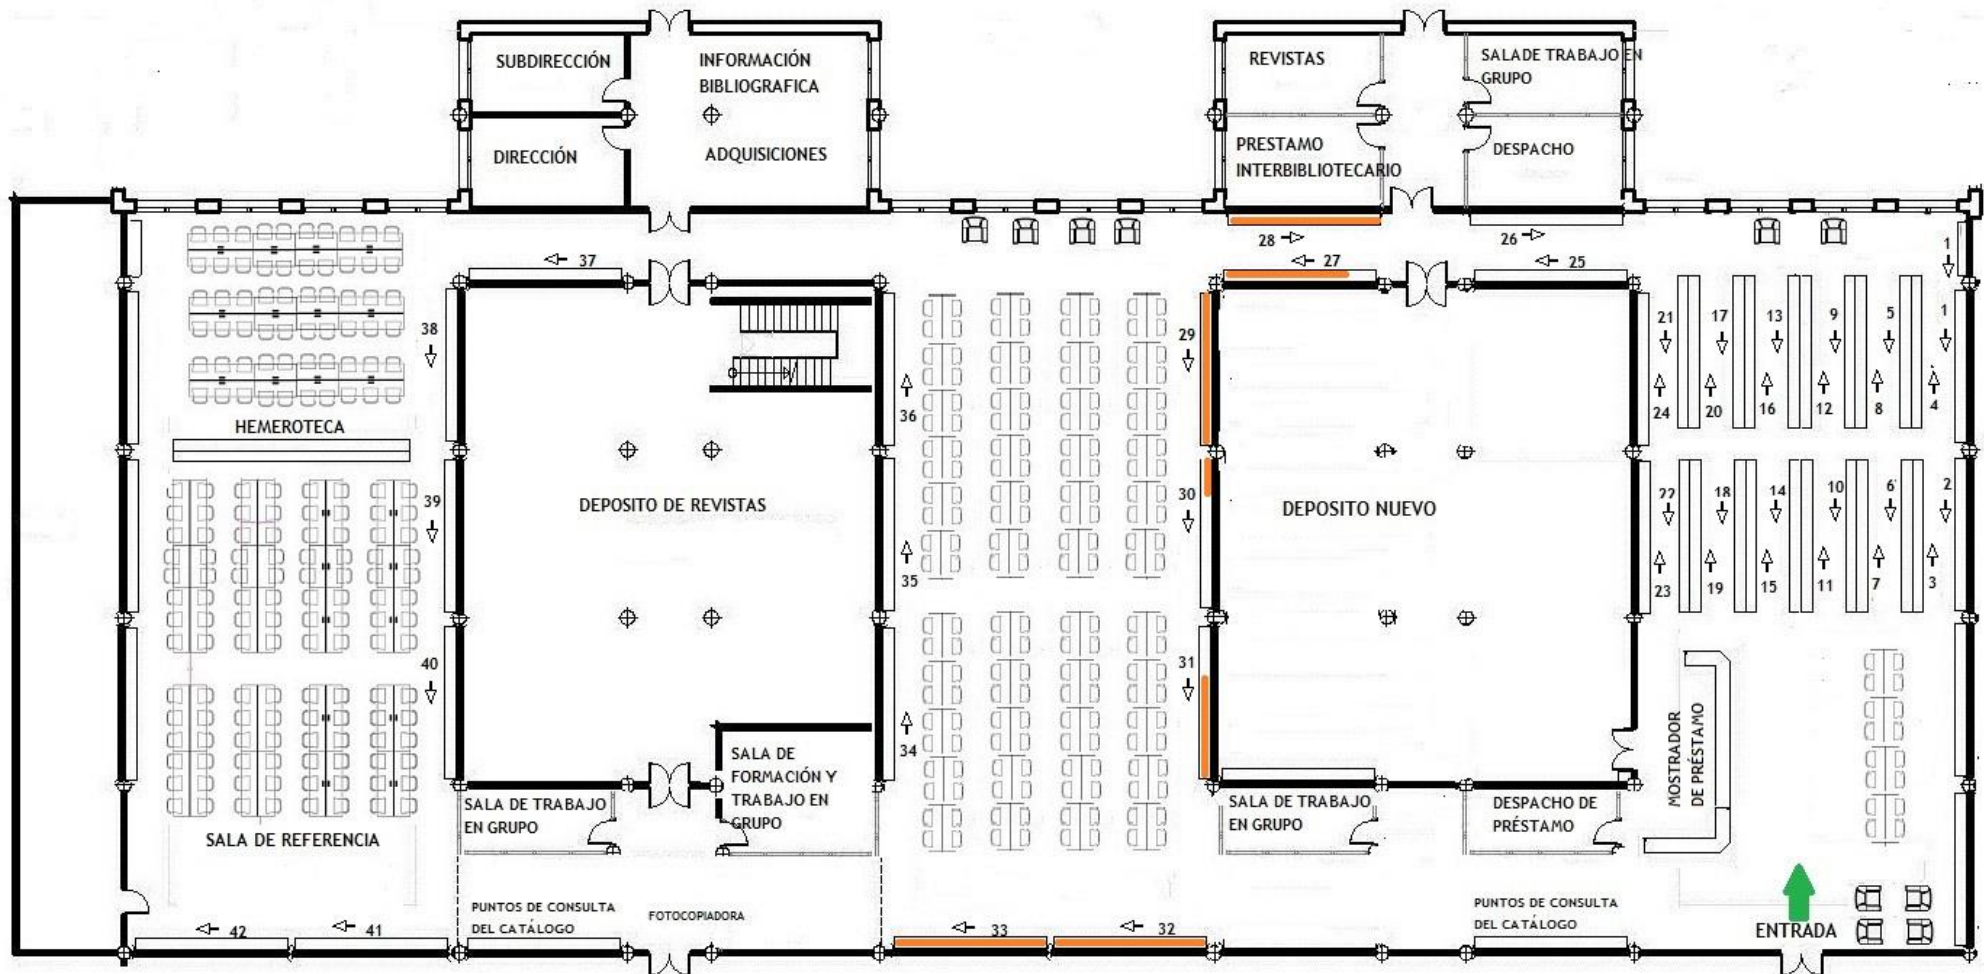 SUBDIRECCIÓN
INFORMACIÓN
BIBLIOGRAFICA
REVISTAS
SALADE TRABAJO EN
GRUPO
DIRECCIÓN
ADQUISICIONES
PRESTAMO
INTERBIBLIOTECARIO
DESPACHO
28
26
1
37
27
25
38
29
21
17
13
9
5
1
36
24
20
16
12
8
4
HEMEROTECA
39
DEPOSITO DE REVISTAS
30
DEPOSITO NUEVO
22
18
14
10
6
2
35
23
19
15
11
7
3
40
31
34
SALA DE
FORMACIÓN Y
TRABAJO EN
GRUPO
MOSTRADOR
DE PRÉSTAMO
SALA DE REFERENCIA
SALA DE TRABAJO
EN GRUPO
SALA DE TRABAJO
EN GRUPO
DESPACHO DE
PRÉSTAMO
42
41
PUNTOS DE CONSULTA
DEL CATÁLOGO
FOTOCOPIADORA
33
32
PUNTOS DE CONSULTA
DEL CATÁLOGO
ENTRADA